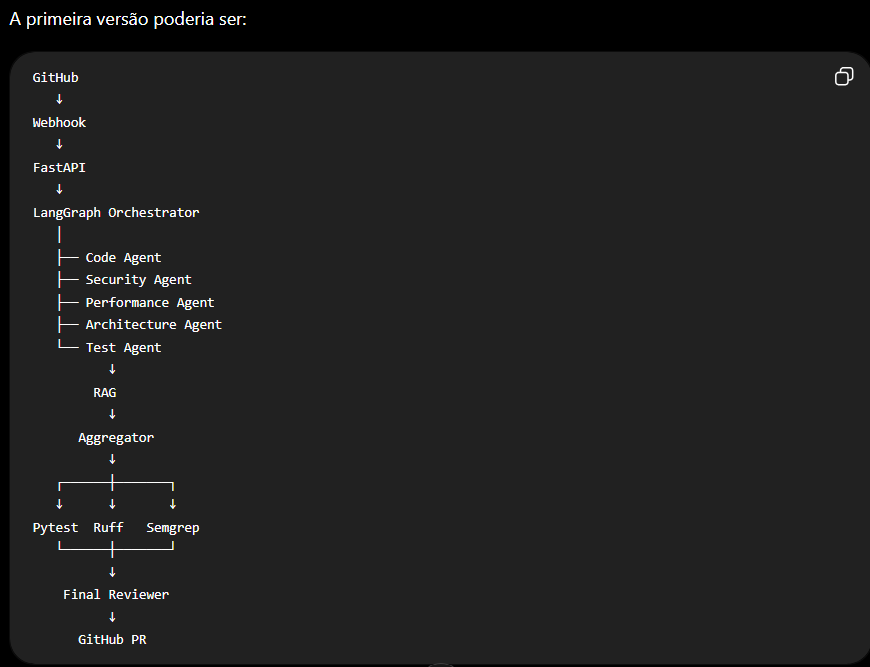 A primeira versão poderia ser:
GitHub
↓
Webhook
↓
FastAPI
↓
LangGraph Orchestrator
│
├── Code Agent
├── Security Agent
├── Performance Agent
├── Architecture Agent
└── Test Agent
↓
RAG
↓
Aggregator
↓
┌──────┼──────┐
↓ ↓ ↓
Pytest Ruff Semgrep
└──────┼──────┘
↓
Final Reviewer
↓
GitHub PR